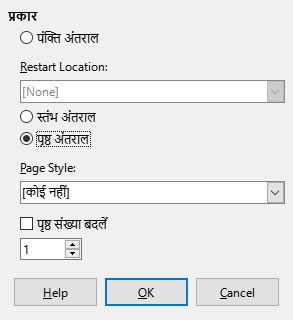 प्रकार
पंक्ति अंतराल
Restart Location:
[None]
स्तंभ अंतराल
पृष्ठ अंतराल
Page Style:
[कोई नहीं]
पृष्ठ संख्या बदलें
1
Help OK Cancel